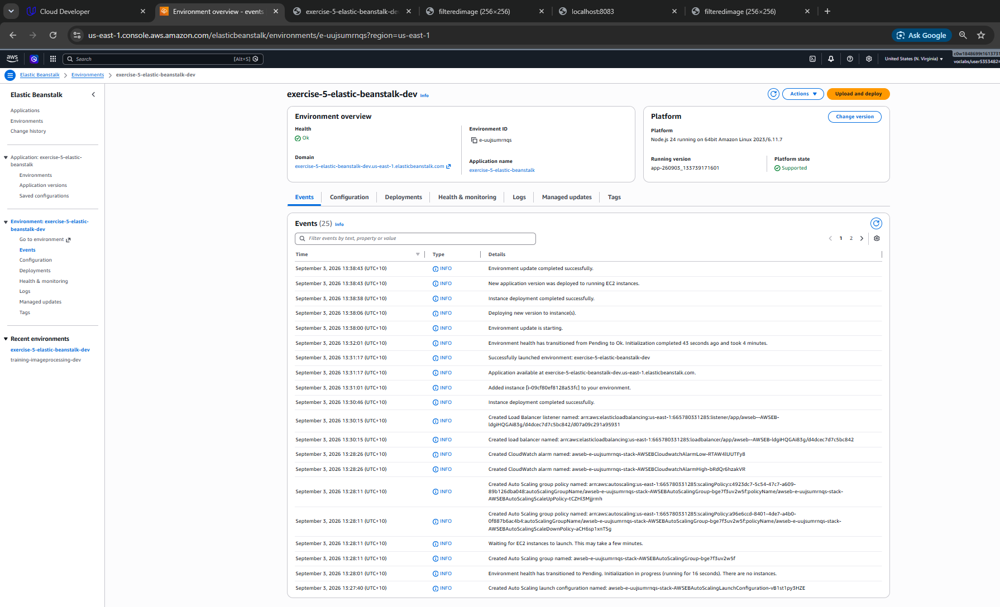 Cloud Developer
Environment overview - events
exercise-5-elastic-beanstalk-de
filteredimage (256×256)
localhost:8083
filteredimage (256×256)
us-east-1.console.aws.amazon.com/elasticbeanstalk/environments/e-uujsumrnqs?region=us-east-1
Ask Google
aws
Search
[Alt+S]
United States (N. Virginia)
c0w1848699t1613731
voclabs/user5353482=
Elastic Beanstalk
Environments
exercise-5-elastic-beanstalk-dev
Elastic Beanstalk
Applications
Environments
Change history
Application: exercise-5-elastic-
beanstalk
Environments
Application versions
Saved configurations
Environment: exercise-5-elastic-
beanstalk-dev
Go to environment
Events
Configuration
Deployments
Health & monitoring
Logs
Managed updates
Tags
Recent environments
exercise-5-elastic-beanstalk-dev
training-imageprocessing-dev
exercise-5-elastic-beanstalk-dev Info
Actions
Upload and deploy
Environment overview
Health
Ok
Domain
exercise-5-elastic-beanstalk-dev.us-east-1.elasticbeanstalk.com
Environment ID
e-uujsumrnqs
Application name
exercise-5-elastic-beanstalk
Platform
Change version
Platform
Node.js 24 running on 64bit Amazon Linux 2023/6.11.7
Running version
app-260903_133739171601
Platform state
Supported
Events
Configuration
Deployments
Health & monitoring
Logs
Managed updates
Tags
Events (25) Info
Filter events by text, property or value
1 2
Time Type Details
September 3, 2026 13:38:43 (UTC+10) INFO Environment update completed successfully.
September 3, 2026 13:38:43 (UTC+10) INFO New application version was deployed to running EC2 instances.
September 3, 2026 13:38:38 (UTC+10) INFO Instance deployment completed successfully.
September 3, 2026 13:38:06 (UTC+10) INFO Deploying new version to instance(s).
September 3, 2026 13:38:00 (UTC+10) INFO Environment update is starting.
September 3, 2026 13:32:01 (UTC+10) INFO Environment health has transitioned from Pending to Ok. Initialization completed 43 seconds ago and took 4 minutes.
September 3, 2026 13:31:17 (UTC+10) INFO Successfully launched environment: exercise-5-elastic-beanstalk-dev
September 3, 2026 13:31:17 (UTC+10) INFO Application available at exercise-5-elastic-beanstalk-dev.us-east-1.elasticbeanstalk.com.
September 3, 2026 13:31:01 (UTC+10) INFO Added instance [i-09cf80ef8128a53fc] to your environment.
September 3, 2026 13:30:46 (UTC+10) INFO Instance deployment completed successfully.
September 3, 2026 13:30:15 (UTC+10) INFO Created Load Balancer listener named: arn:aws:elasticloadbalancing:us-east-1:665780331285:listener/app/awseb--AWSEB-
ldgiHQGAi83g/d4dcec7d7c5bc842/d07a09c291a95931
September 3, 2026 13:30:15 (UTC+10) INFO Created load balancer named: arn:aws:elasticloadbalancing:us-east-1:665780331285:loadbalancer/app/awseb--AWSEB-ldgiHQGAi83g/d4dcec7d7c5bc842
September 3, 2026 13:28:26 (UTC+10) INFO Created CloudWatch alarm named: awseb-e-uujsumrnqs-stack-AWSEBCloudwatchAlarmLow-RTAW4lUUTFy8
September 3, 2026 13:28:26 (UTC+10) INFO Created CloudWatch alarm named: awseb-e-uujsumrnqs-stack-AWSEBCloudwatchAlarmHigh-bRdQr6hzakVR
September 3, 2026 13:28:11 (UTC+10) INFO Created Auto Scaling group policy named: arn:aws:autoscaling:us-east-1:665780331285:scalingPolicy:c4923dc7-5c54-47c7-a609-
89b126dba048:autoScalingGroupName/awseb-e-uujsumrnqs-stack-AWSEBAutoScalingGroup-bge7f3uv2w5f:policyName/awseb-e-uujsumrnqs-stack-
AWSEBAutoScalingScaleUpPolicy-tCZHl3Mjjrmh
September 3, 2026 13:28:11 (UTC+10) INFO Created Auto Scaling group policy named: arn:aws:autoscaling:us-east-1:665780331285:scalingPolicy:a96e6ccd-8401-4de7-a4b0-
0f887b6ac4b4:autoScalingGroupName/awseb-e-uujsumrnqs-stack-AWSEBAutoScalingGroup-bge7f3uv2w5f:policyName/awseb-e-uujsumrnqs-stack-
AWSEBAutoScalingScaleDownPolicy-aCH6sp1xnTSg
September 3, 2026 13:28:11 (UTC+10) INFO Waiting for EC2 instances to launch. This may take a few minutes.
September 3, 2026 13:28:11 (UTC+10) INFO Created Auto Scaling group named: awseb-e-uujsumrnqs-stack-AWSEBAutoScalingGroup-bge7f3uv2w5f
September 3, 2026 13:28:01 (UTC+10) INFO Environment health has transitioned to Pending. Initialization in progress (running for 16 seconds). There are no instances.
September 3, 2026 13:27:40 (UTC+10) INFO Created Auto Scaling launch configuration named: awseb-e-uujsumrnqs-stack-AWSEBAutoScalingLaunchConfiguration-vB1st1py3HZE